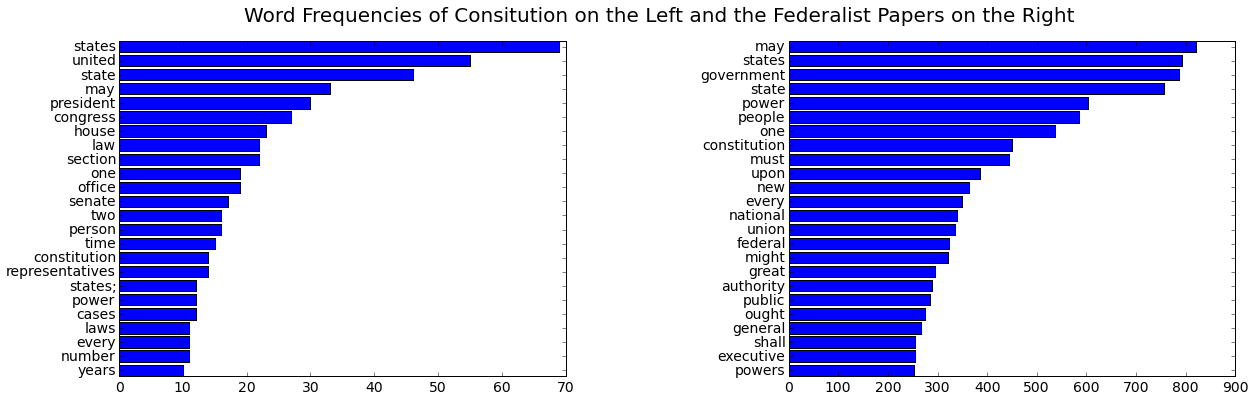 Word Frequencies of Consitution on the Left and the Federalist Papers on the Right
states
united
state
may
president
congress
house
law
section
one
office
senate
two
person
time
constitution
representatives
states;
power
cases
laws
every
number
years
0 10 20 30 40 50 60 70
may
states
government
state
power
people
one
constitution
must
upon
new
every
national
union
federal
might
great
authority
public
ought
general
shall
executive
powers
0 100 200 300 400 500 600 700 800 900